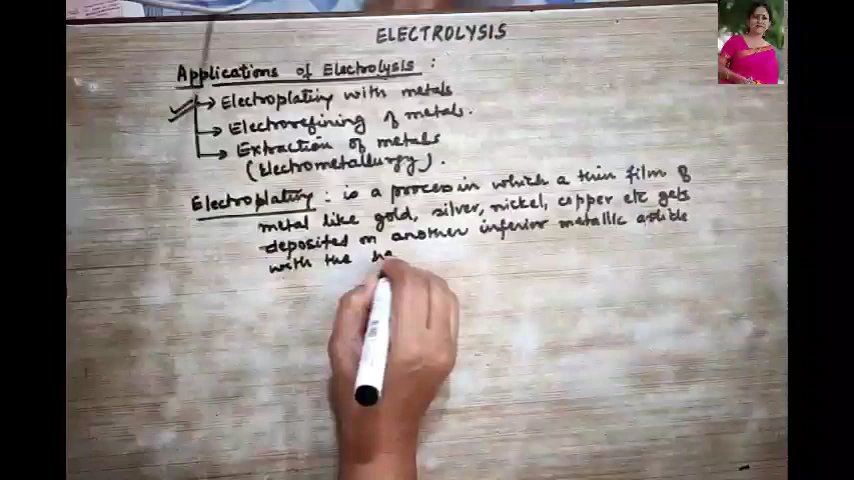 ELECTROLYSIS
Applications of Electrolysis :
Electroplating with metals
Electrorefining of metals.
Extraction of metals
(Electrometallurgy).
Electroplating : is a process in which a thin film of
metal like gold, silver, nickel, copper etc gets
deposited on another inferior metallic article
with the he